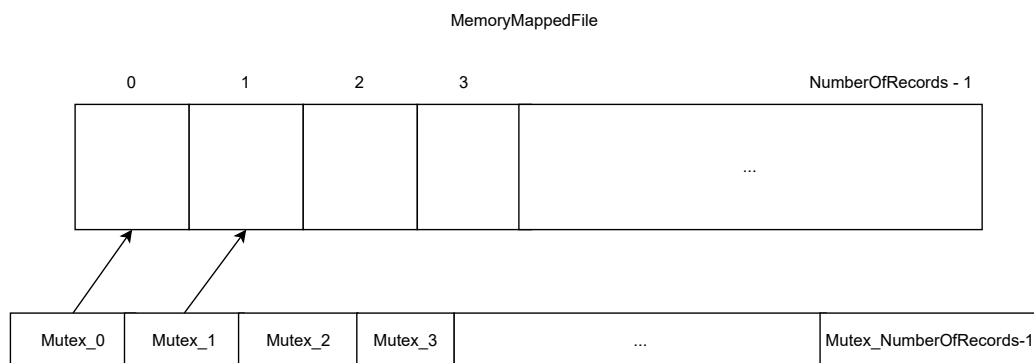 MemoryMappedFile
0 1 2 3 NumberOfRecords - 1
...
Mutex_0 Mutex_1 Mutex_2 Mutex_3 ... Mutex_NumberOfRecords-1